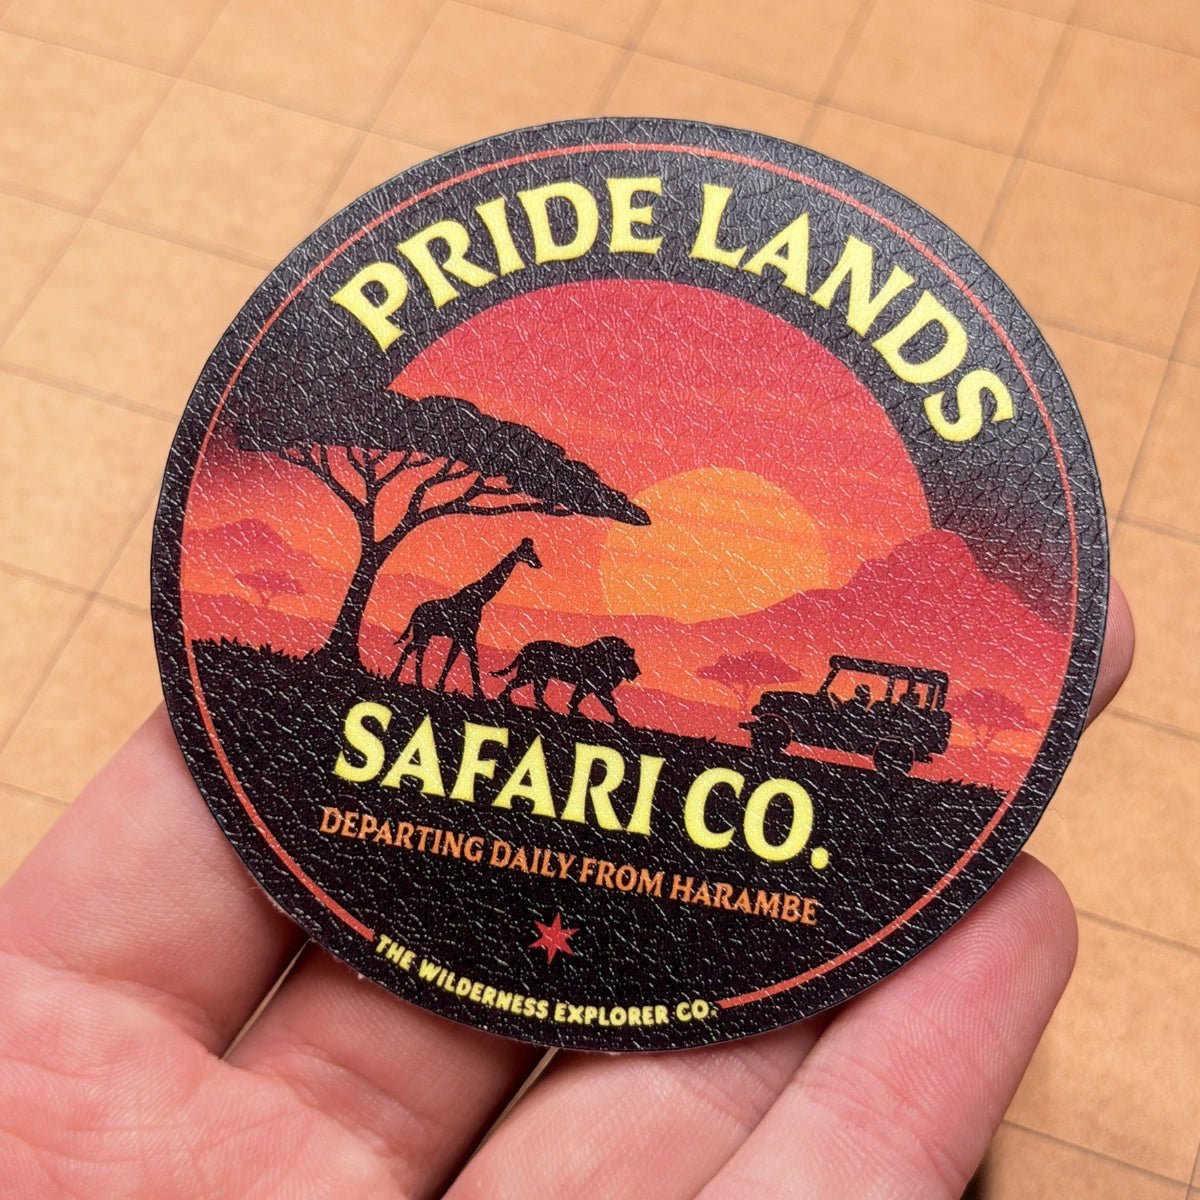 PRIDE LANDS
SAFARI CO.
DEPARTING DAILY FROM HARAMBE
THE WILDERNESS EXPLORER CO.